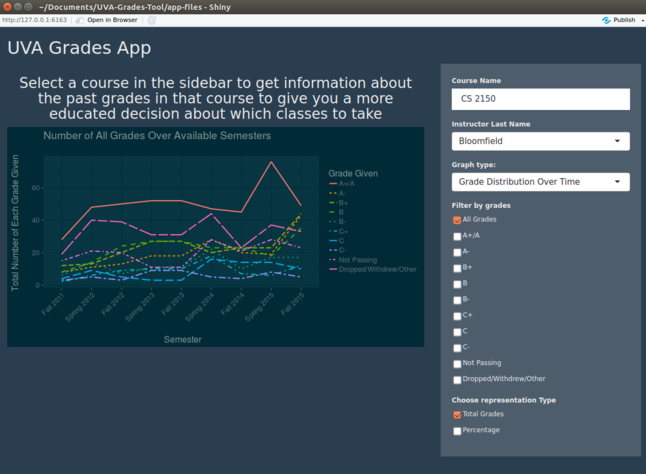 ~/Documents/UVA-Grades-Tool/app-files - Shiny
http://127.0.0.1:6163
Open in Browser
Publish
UVA Grades App
Select a course in the sidebar to get information about
the past grades in that course to give you a more
educated decision about which classes to take
Number of All Grades Over Available Semesters
Total Number of Each Grade Given
60
40
20
0
Fall 2011
Spring 2012
Fall 2012
Spring 2013
Fall 2013
Spring 2014
Fall 2014
Spring 2015
Fall 2015
Semester
Grade Given
A+/A
A-
B+
B
B-
C+
C
C-
Not Passing
Dropped/Withdrew/Other
Course Name
CS 2150
Instructor Last Name
Bloomfield
Graph type:
Grade Distribution Over Time
Filter by grades
All Grades
A+/A
A-
B+
B
B-
C+
C
C-
Not Passing
Dropped/Withdrew/Other
Choose representation Type
Total Grades
Percentage